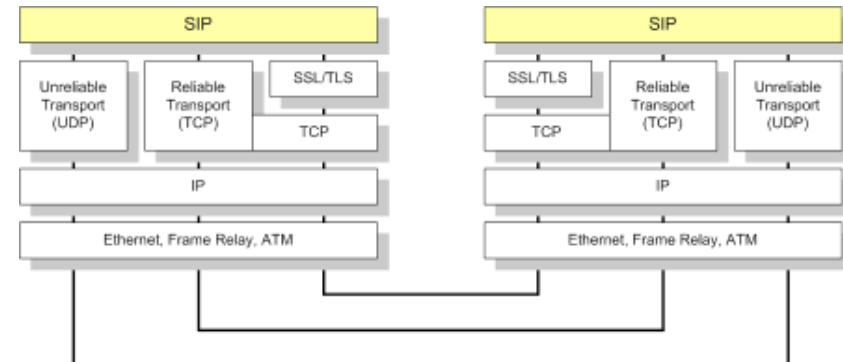 SIP
Unreliable
Transport
(UDP)
Reliable
Transport
(TCP)
SSL/TLS
TCP
IP
Ethernet, Frame Relay, ATM
SIP
SSL/TLS
TCP
Reliable
Transport
(TCP)
Unreliable
Transport
(UDP)
IP
Ethernet, Frame Relay, ATM